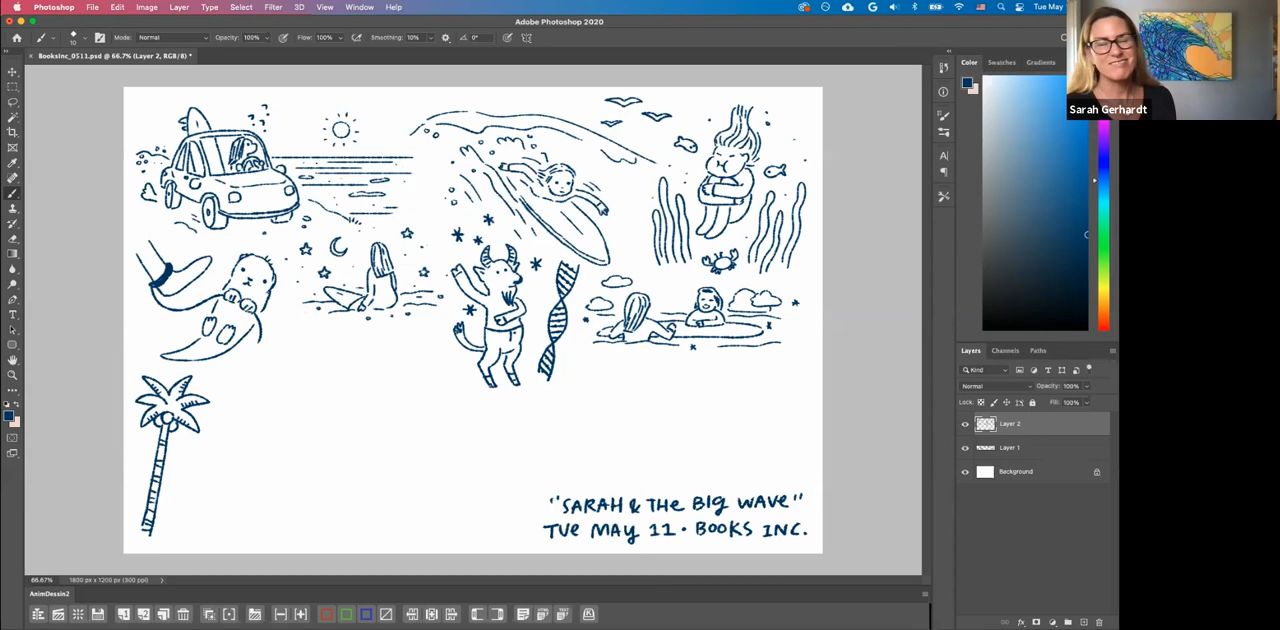 Photoshop File Edit Image Layer Type Select Filter 3D View Window Help
Tue May
Adobe Photoshop 2020
10
Mode: Normal Opacity: 100% Flow: 100% Smoothing: 10% 0°
BooksInc_0511.psd @ 66.7% (Layer 2, RGB/8) *
Color Swatches Gradients
Sarah Gerhardt
Layers Channels Paths
Kind
Normal Opacity: 100%
Lock: Fill: 100%
Layer 2
Layer 1
Background
"SARAH & THE BIG WAVE"
TUE MAY 11 • BOOKS INC.
66.67% 1800 px x 1200 px (300 ppi)
AnimDessin2